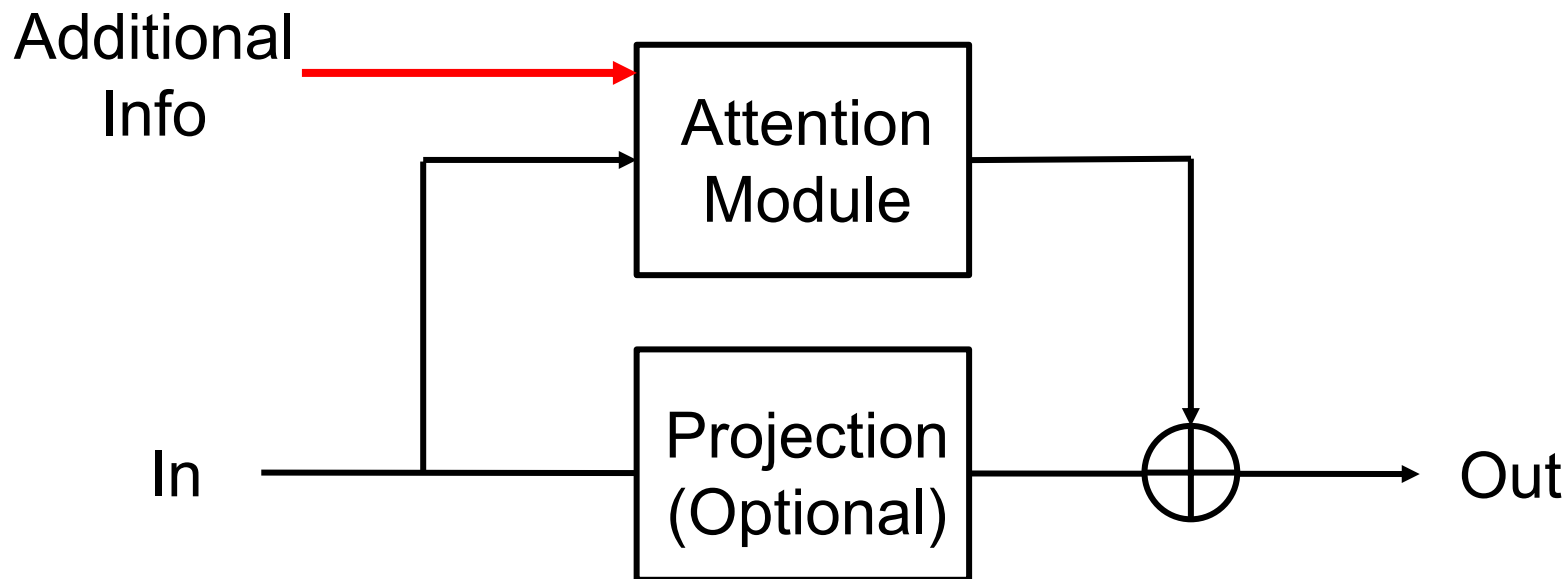 Additional
Info
Attention
Module
In
Projection
(Optional)
Out